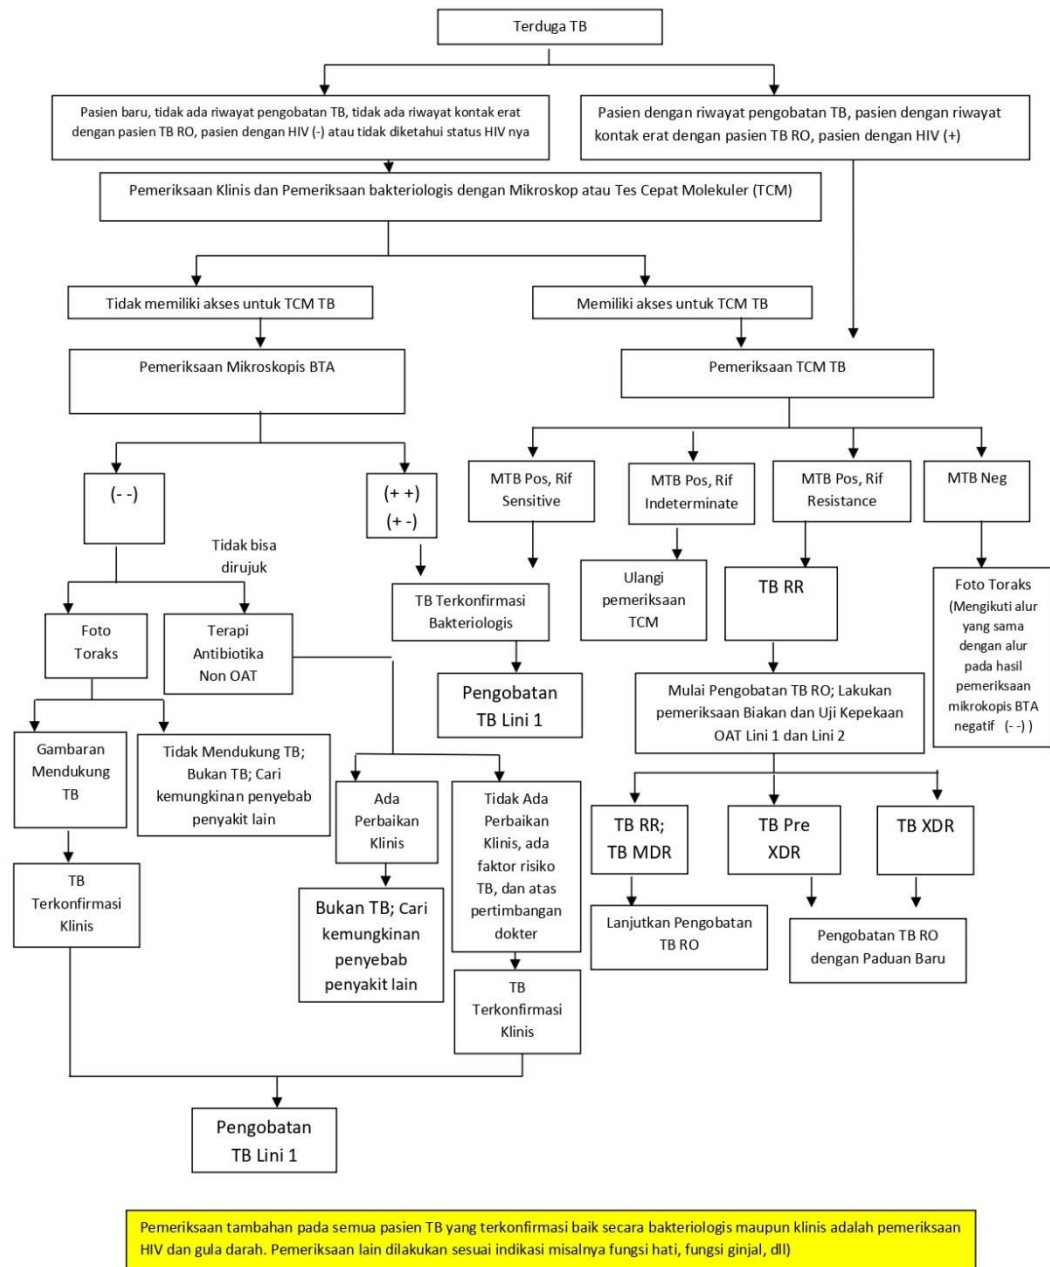 Terduga TB
Pasien baru, tidak ada riwayat pengobatan TB, tidak ada riwayat kontak erat
dengan pasien TB RO, pasien dengan HIV (-) atau tidak diketahui status HIV nya
Pasien dengan riwayat pengobatan TB, pasien dengan riwayat
kontak erat dengan pasien TB RO, pasien dengan HIV (+)
Pemeriksaan Klinis dan Pemeriksaan bakteriologis dengan Mikroskop atau Tes Cepat Molekuler (TCM)
Tidak memiliki akses untuk TCM TB
Memiliki akses untuk TCM TB
Pemeriksaan Mikroskopis BTA
Pemeriksaan TCM TB
(- -)
(+ +)
(+ -)
MTB Pos, Rif
Sensitive
MTB Pos, Rif
Indeterminate
MTB Pos, Rif
Resistance
MTB Neg
Tidak bisa
dirujuk
Foto
Toraks
Terapi
Antibiotika
Non OAT
TB Terkonfirmasi
Bakteriologis
Ulangi
pemeriksaan
TCM
TB RR
Foto Toraks
(Mengikuti alur
yang sama
dengan alur
pada hasil
pemeriksaan
mikrokopis BTA
negatif (- -) )
Pengobatan
TB Lini 1
Mulai Pengobatan TB RO; Lakukan
pemeriksaan Biakan dan Uji Kepekaan
OAT Lini 1 dan Lini 2
Gambaran
Mendukung
TB
Tidak Mendukung TB;
Bukan TB; Cari
kemungkinan penyebab
penyakit lain
Ada
Perbaikan
Klinis
Tidak Ada
Perbaikan
Klinis, ada
faktor risiko
TB, dan atas
pertimbangan
dokter
TB RR;
TB MDR
TB Pre
XDR
TB XDR
TB
Terkonfirmasi
Klinis
Bukan TB; Cari
kemungkinan
penyebab
penyakit lain
Lanjutkan Pengobatan
TB RO
Pengobatan TB RO
dengan Paduan Baru
TB
Terkonfirmasi
Klinis
Pengobatan
TB Lini 1
Pemeriksaan tambahan pada semua pasien TB yang terkonfirmasi baik secara bakteriologis maupun klinis adalah pemeriksaan
HIV dan gula darah. Pemeriksaan lain dilakukan sesuai indikasi misalnya fungsi hati, fungsi ginjal, dll)